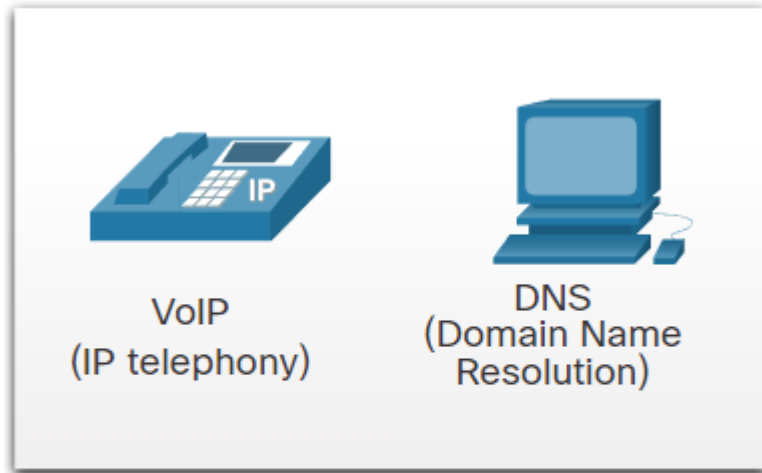 IP
VoIP
(IP telephony)
DNS
(Domain Name
Resolution)